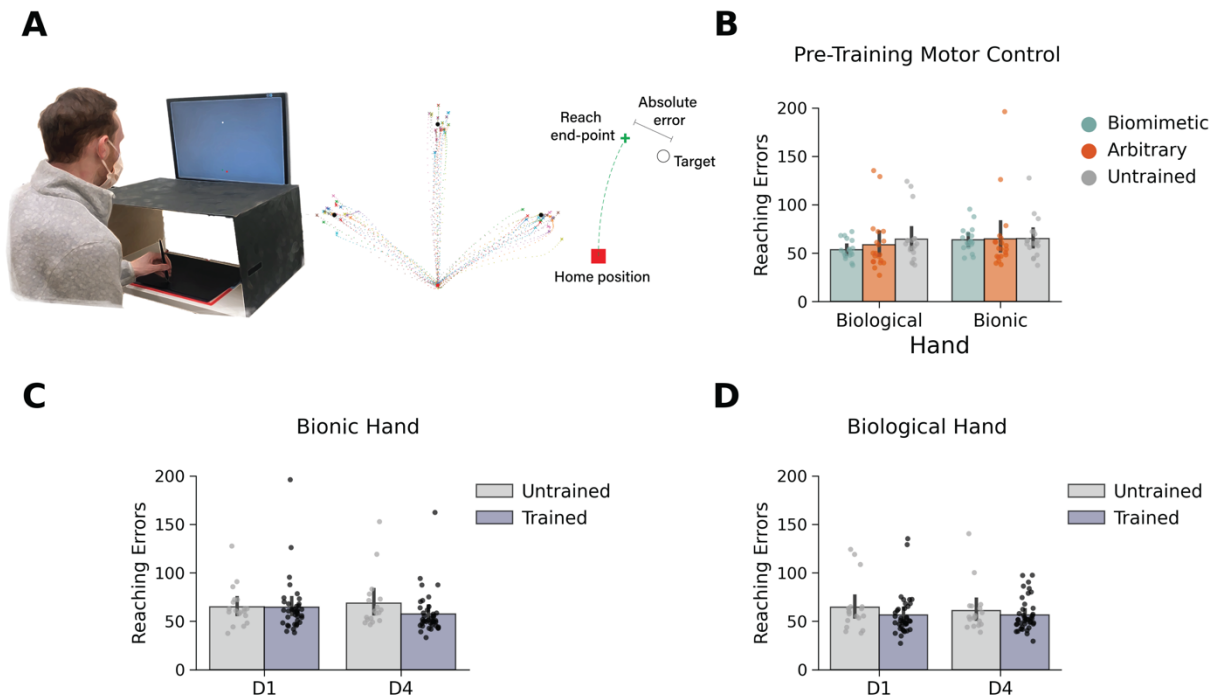 A
Reach
end-point
Absolute
error
Target
Home position
B
Pre-Training Motor Control
Reaching Errors
200
150
100
50
0
Biological
Bionic
Hand
Biomimetic
Arbitrary
Untrained
C
Bionic Hand
Reaching Errors
200
150
100
50
0
D1
D4
Untrained
Trained
D
Biological Hand
Reaching Errors
200
150
100
50
0
D1
D4
Untrained
Trained